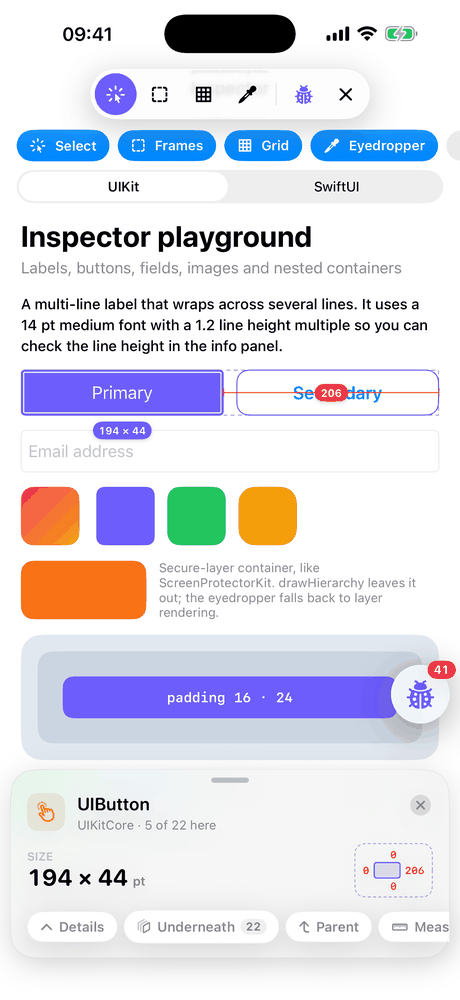 09:41
Select
Frames
Grid
Eyedropper
UIKit
SwiftUI
Inspector playground
Labels, buttons, fields, images and nested containers
A multi-line label that wraps across several lines. It uses a
14 pt medium font with a 1.2 line height multiple so you can
check the line height in the info panel.
Primary
206
194 × 44
Email address
Secure-layer container, like
ScreenProtectorKit. drawHierarchy leaves it
out; the eyedropper falls back to layer
rendering.
41
padding 16 · 24
UIButton
UIKitCore · 5 of 22 here
SIZE
194 × 44 pt
0
0 206
0
Details
Underneath 22
Parent
Meas